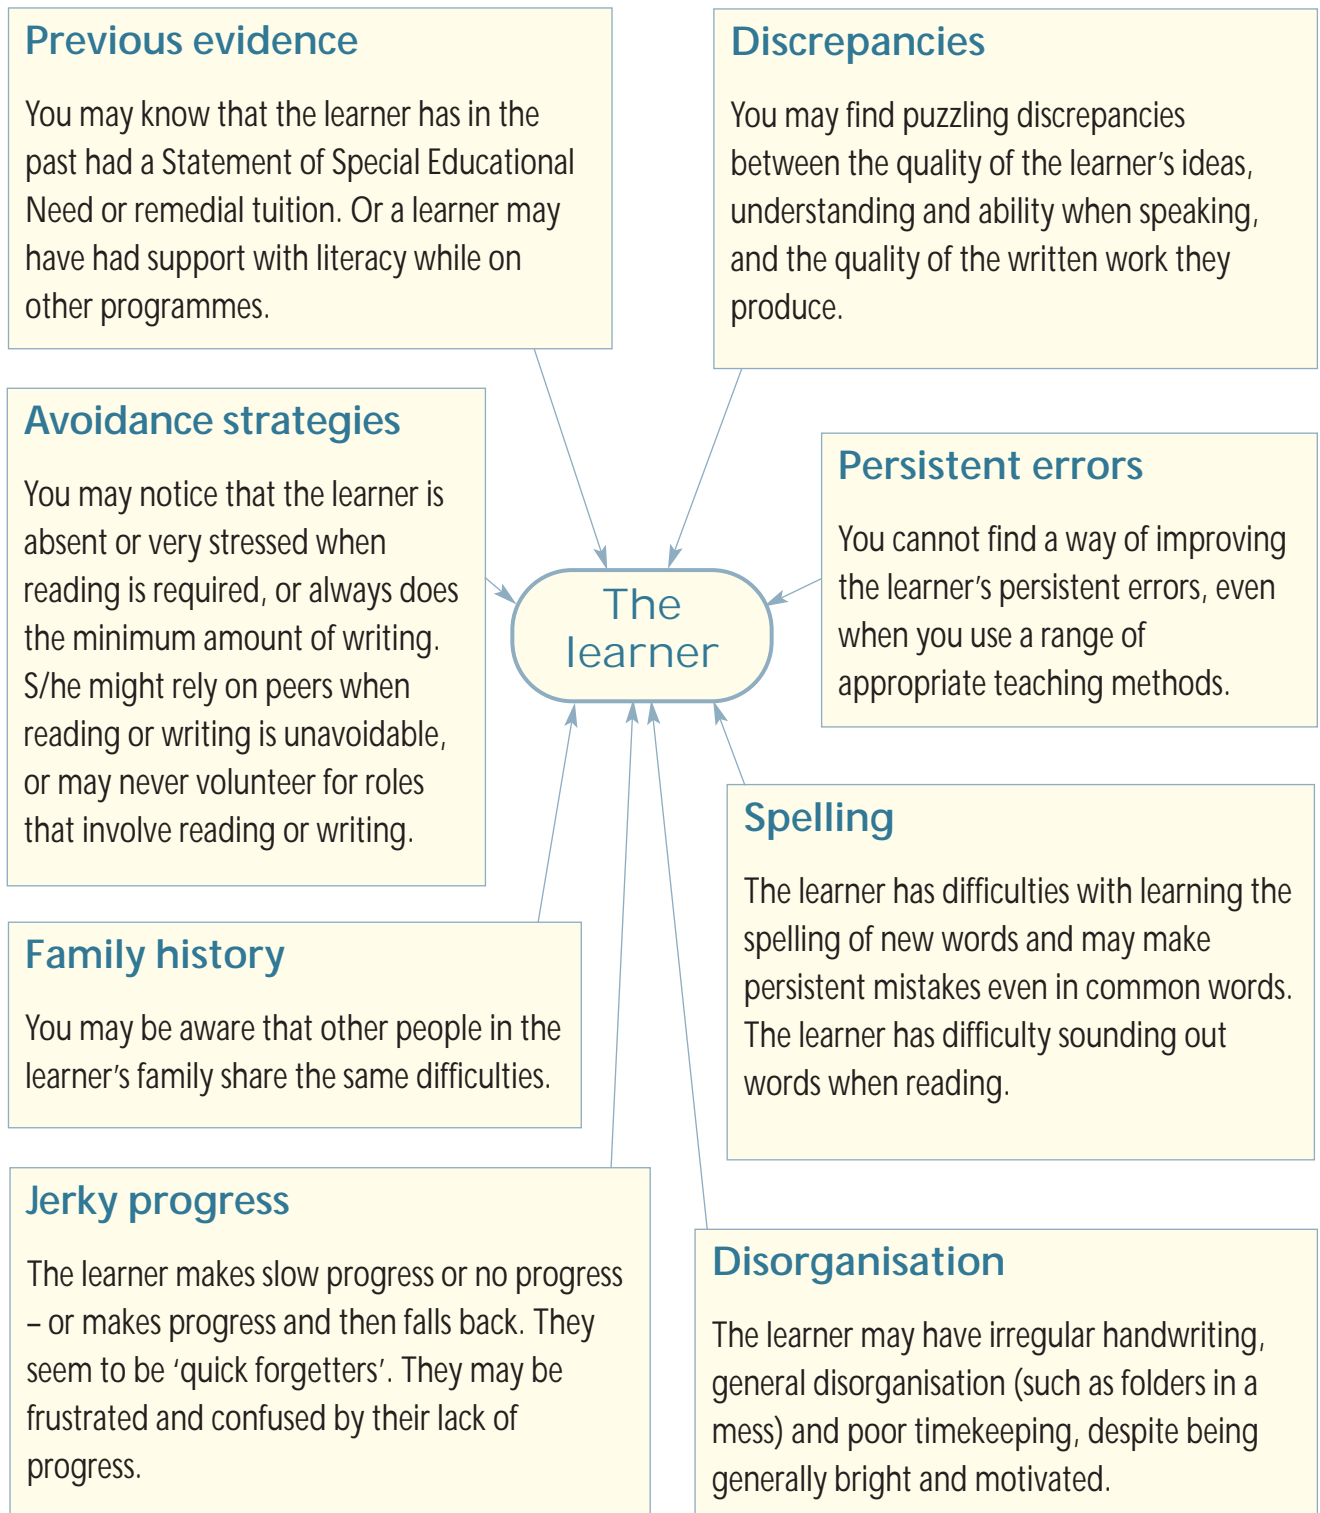 Previous evidence
You may know that the learner has in the
past had a Statement of Special Educational
Need or remedial tuition. Or a learner may
have had support with literacy while on
other programmes.
Discrepancies
You may find puzzling discrepancies
between the quality of the learner’s ideas,
understanding and ability when speaking,
and the quality of the written work they
produce.
Avoidance strategies
You may notice that the learner is
absent or very stressed when
reading is required, or always does
the minimum amount of writing.
S/he might rely on peers when
reading or writing is unavoidable,
or may never volunteer for roles
that involve reading or writing.
Persistent errors
You cannot find a way of improving
the learner’s persistent errors, even
when you use a range of
appropriate teaching methods.
The
learner
Spelling
The learner has difficulties with learning the
spelling of new words and may make
persistent mistakes even in common words.
The learner has difficulty sounding out
words when reading.
Family history
You may be aware that other people in the
learner’s family share the same difficulties.
Jerky progress
The learner makes slow progress or no progress
– or makes progress and then falls back. They
seem to be ‘quick forgetters’. They may be
frustrated and confused by their lack of
progress.
Disorganisation
The learner may have irregular handwriting,
general disorganisation (such as folders in a
mess) and poor timekeeping, despite being
generally bright and motivated.